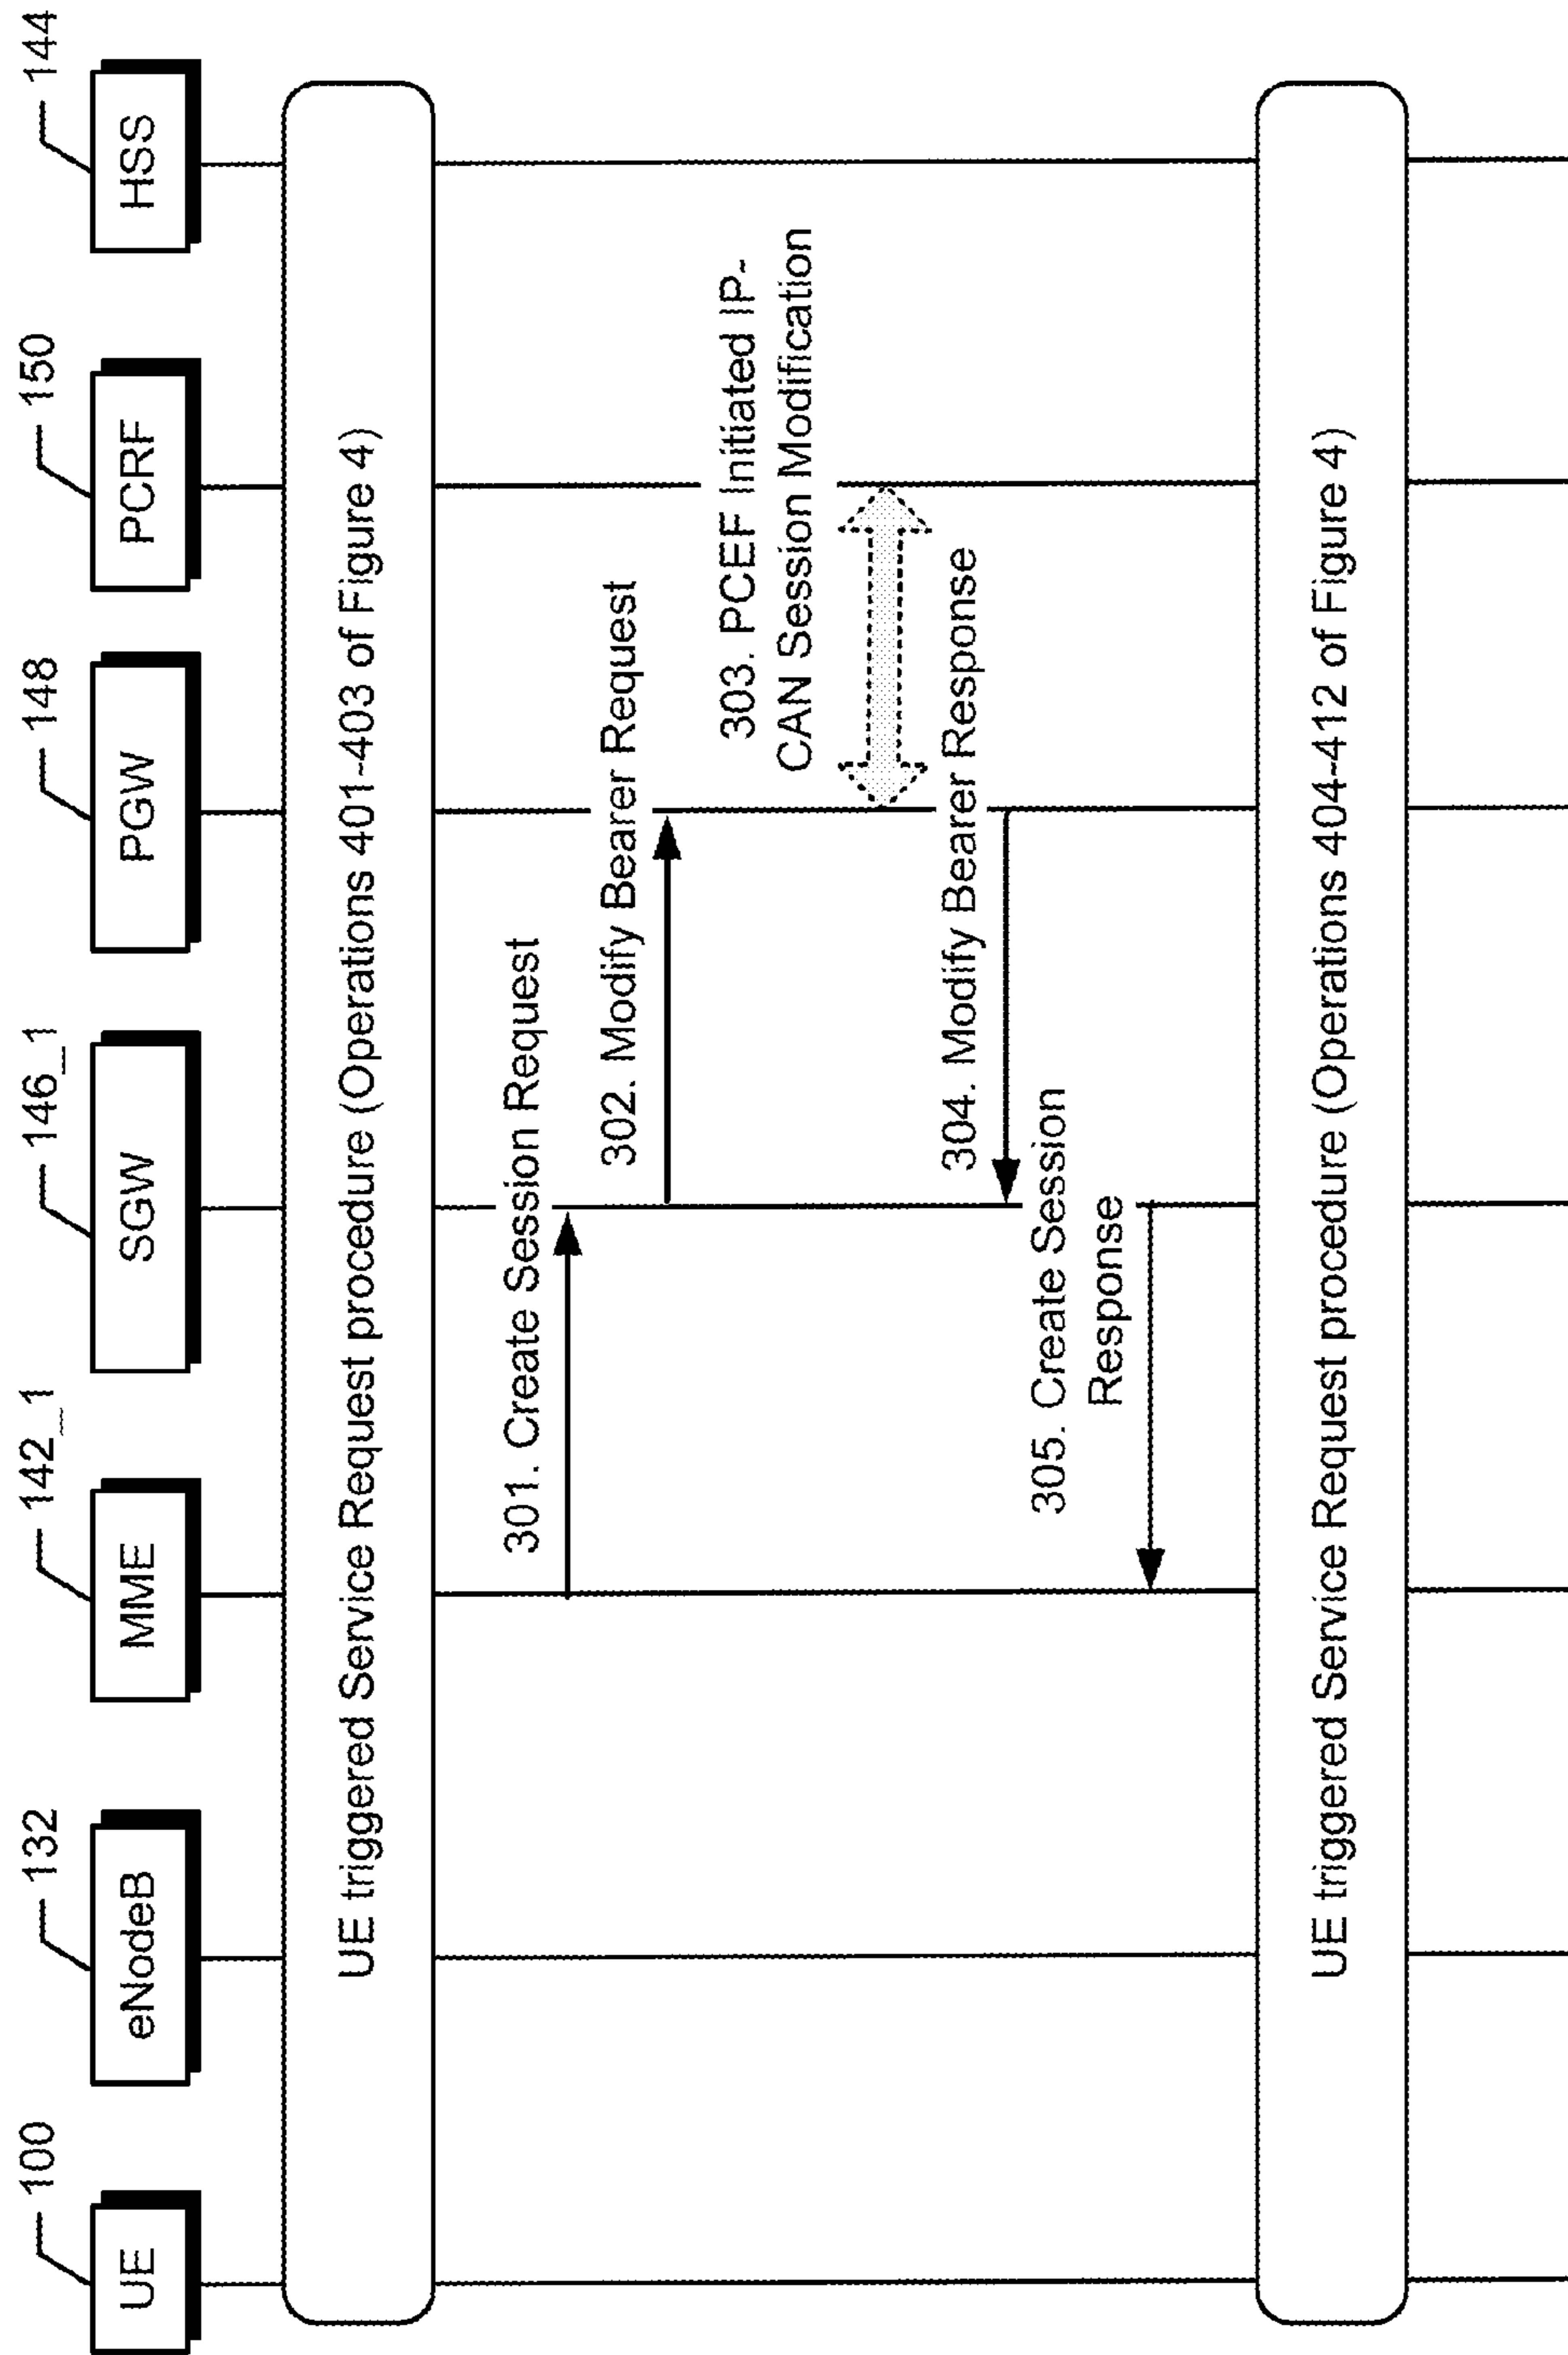 100
132
142_1
146_1
148
150
144
UE
eNodeB
MME
SGW
PGW
PCRF
HSS
UE triggered Service Request procedure (Operations 401-403 of Figure 4)
301. Create Session Request
302. Modify Bearer Request
303. PCEF Initiated IP-
CAN Session Modification
304. Modify Bearer Response
305. Create Session
Response
UE triggered Service Request procedure (Operations 404-412 of Figure 4)